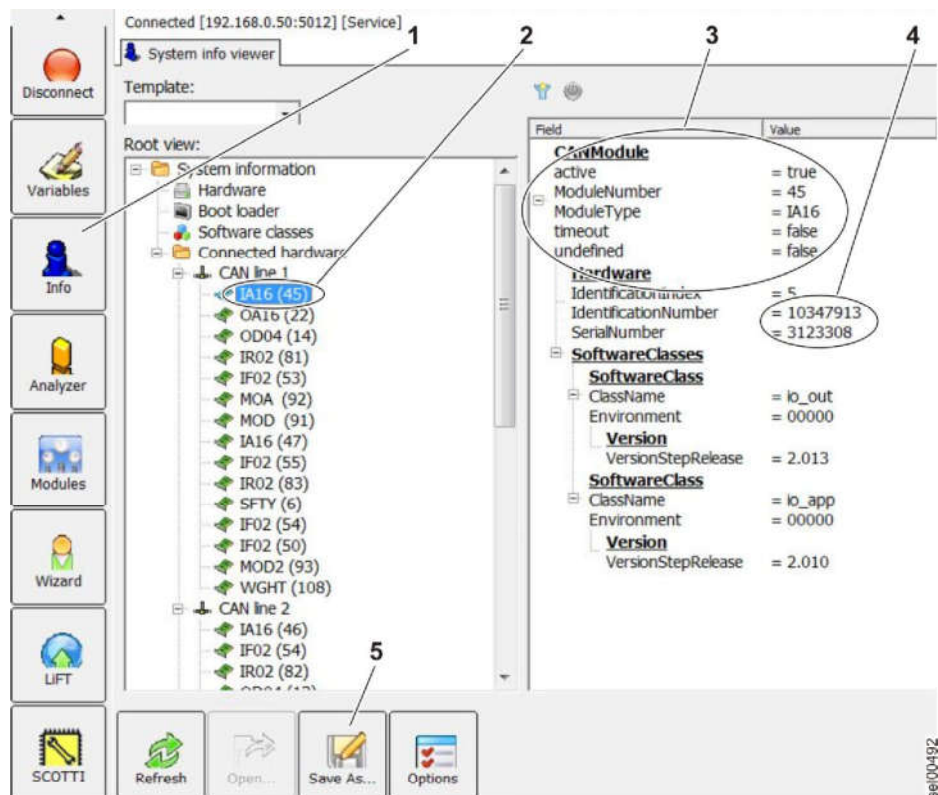 Connected [192.168.0.50:5012] [Service]
1
2
3
4
System info viewer
Disconnect
Template:
Field
Value
Root view:
CANModule
active = true
ModuleNumber = 45
ModuleType = IA16
timeout = false
undefined = false
Hardware
IdentificationIndex = 5
IdentificationNumber = 10347913
SerialNumber = 3123308
SoftwareClasses
SoftwareClass
ClassName = io_out
Environment = 00000
Version
VersionStepRelease = 2.013
SoftwareClass
ClassName = io_app
Environment = 00000
Version
VersionStepRelease = 2.010
System information
Hardware
Boot loader
Software classes
Connected hardware
CAN line 1
IA16 (45)
OA16 (22)
OD04 (14)
IR02 (81)
IF02 (53)
MOA (92)
MOD (91)
IA16 (47)
IF02 (55)
IR02 (83)
SFTY (6)
IF02 (54)
IF02 (50)
MOD2 (93)
WGHT (108)
CAN line 2
IA16 (46)
IF02 (54)
IR02 (82)
Variables
Info
Analyzer
Modules
Wizard
LiFT
SCOTTI
5
Refresh
Open...
Save As...
Options